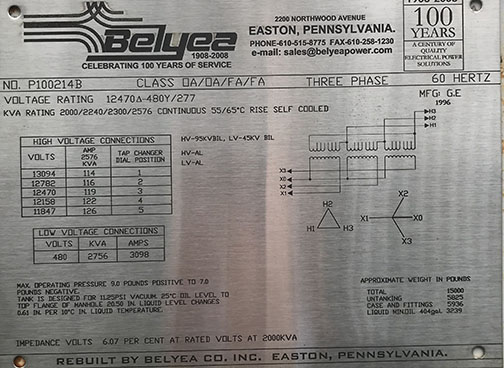 2200 NORTHWOOD AVENUE
EASTON, PENNSYLVANIA.
PHONE-610-515-8775 FAX-610-258-1230
e-mail: sales@belyeapower.com
Belyea
1908-2008
CELEBRATING 100 YEARS OF SERVICE
1908-2008
100
YEARS
A CENTURY OF
QUALITY
ELECTRICAL POWER
SOLUTIONS
NO. P100214B CLASS OA/OA/FA/FA THREE PHASE 60 HERTZ
VOLTAGE RATING 12470Δ-480Y/277
MFG: G.E
1996
KVA RATING 2000/2240/2300/2576 CONTINUOUS 55/65°C RISE SELF COOLED
HIGH VOLTAGE CONNECTIONS
VOLTS AMP 2576 KVA TAP CHANGER DIAL POSITION
13094 114 1
12782 116 2
12470 119 3
12158 122 4
11847 126 5
HV-95KVBIL, LV-45KV BIL
HV-AL
LV-AL
H3
H2
H1
X3
X0
X2
X1
H2
H1 H3
X2
X1 X0
X3
LOW VOLTAGE CONNECTIONS
VOLTS KVA AMPS
480 2756 3098
MAX. OPERATING PRESSURE 9.0 POUNDS POSITIVE TO 7.0
POUNDS NEGATIVE.
TANK IS DESIGNED FOR 11.25PSI VACUUM. 25°C OIL LEVEL TO
TOP FLANGE OF MANHOLE 20.50 IN. LIQUID LEVEL CHANGES
0.61 IN. PER 10°C IN. LIQUID TEMPERATURE.
APPROXIMATE WEIGHT IN POUNDS
TOTAL 15000
UNTANKING 5825
CASE AND FITTINGS 5936
LIQUID MIN.OIL 404gal. 3239
IMPEDANCE VOLTS 6.07 PER CENT AT RATED VOLTS AT 2000KVA
REBUILT BY BELYEA CO. INC. EASTON, PENNSYLVANIA.